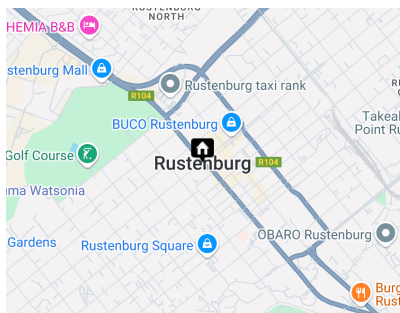 RUSTENBURG
NORTH
HEMIA B&B
stenburg Mall
R104
Rustenburg taxi rank
BUCO Rustenburg
Takeal
Point Ru
Golf Course
Rustenburg
R104
uma Watsonia
Gardens
Rustenburg Square
OBARO Rustenburg
Burg
Rust